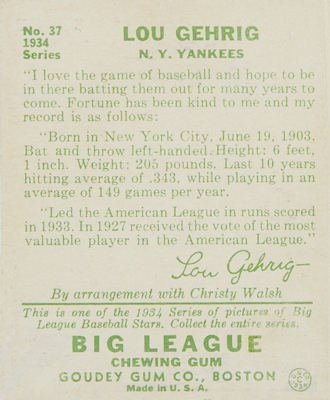 No. 37
1934
Series
LOU GEHRIG
N. Y. YANKEES
"I love the game of baseball and hope to be
in there batting them out for many years to
come. Fortune has been kind to me and my
record is as follows:
"Born in New York City, June 19, 1903,
Bat and throw left-handed. Height: 6 feet,
1 inch. Weight: 205 pounds. Last 10 years
hitting average of .343, while playing in an
average of 149 games per year.
"Led the American League in runs scored
in 1933. In 1927 received the vote of the most
valuable player in the American League."
Lou Gehrig
By arrangement with Christy Walsh
This is one of the 1934 Series of pictures of Big
League Baseball Stars. Collect the entire series.
BIG LEAGUE
CHEWING GUM
GOUDEY GUM CO., BOSTON
Made in U. S. A.